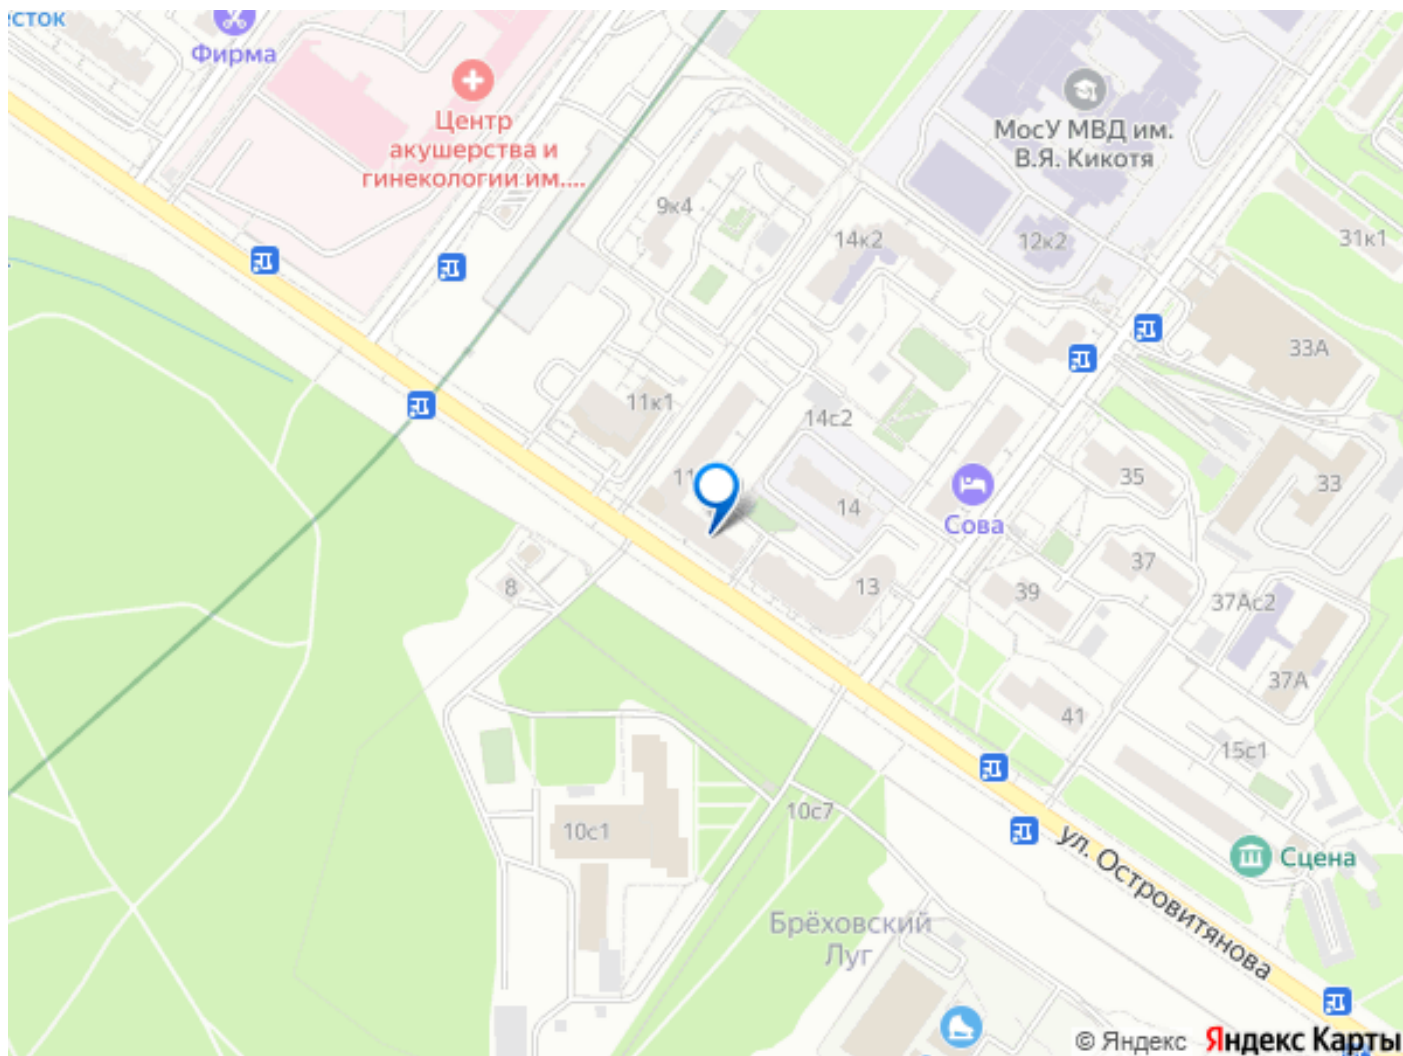 есток
Фирма
Центр
акушерства и
гинекологии им....
МосУ МВД им.
В.Я. Кикотя
9к4
14к2
12к2
31к1
33А
11к1
14с2
35
33
14
Сова
13
37
39
8
37Ас2
37А
41
15с1
10с1
10с7
ул. Островитянова
Сцена
Брёховский
Луг
© Яндекс Яндекс Карты